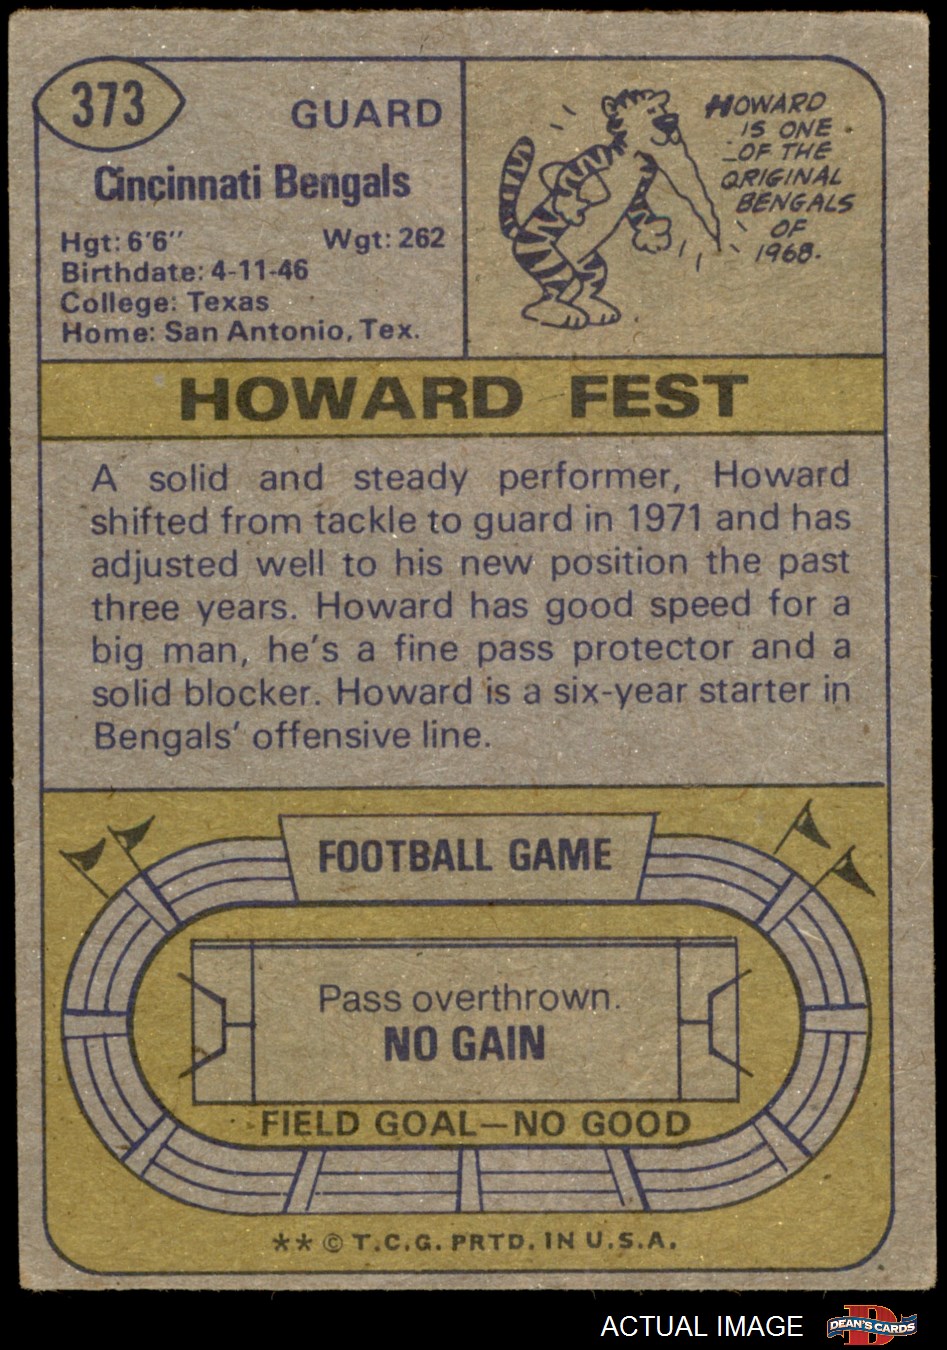 373
GUARD
Cincinnati Bengals
Hgt: 6'6" Wgt: 262
Birthdate: 4-11-46
College: Texas
Home: San Antonio, Tex.
HOWARD
IS ONE
OF THE
ORIGINAL
BENGALS
OF
1968.
HOWARD FEST
A solid and steady performer, Howard
shifted from tackle to guard in 1971 and has
adjusted well to his new position the past
three years. Howard has good speed for a
big man, he's a fine pass protector and a
solid blocker. Howard is a six-year starter in
Bengals' offensive line.
FOOTBALL GAME
Pass overthrown.
NO GAIN
FIELD GOAL—NO GOOD
** © T.C.G. PRTD. IN U.S.A.
ACTUAL IMAGE
D
DEAN'S CARDS